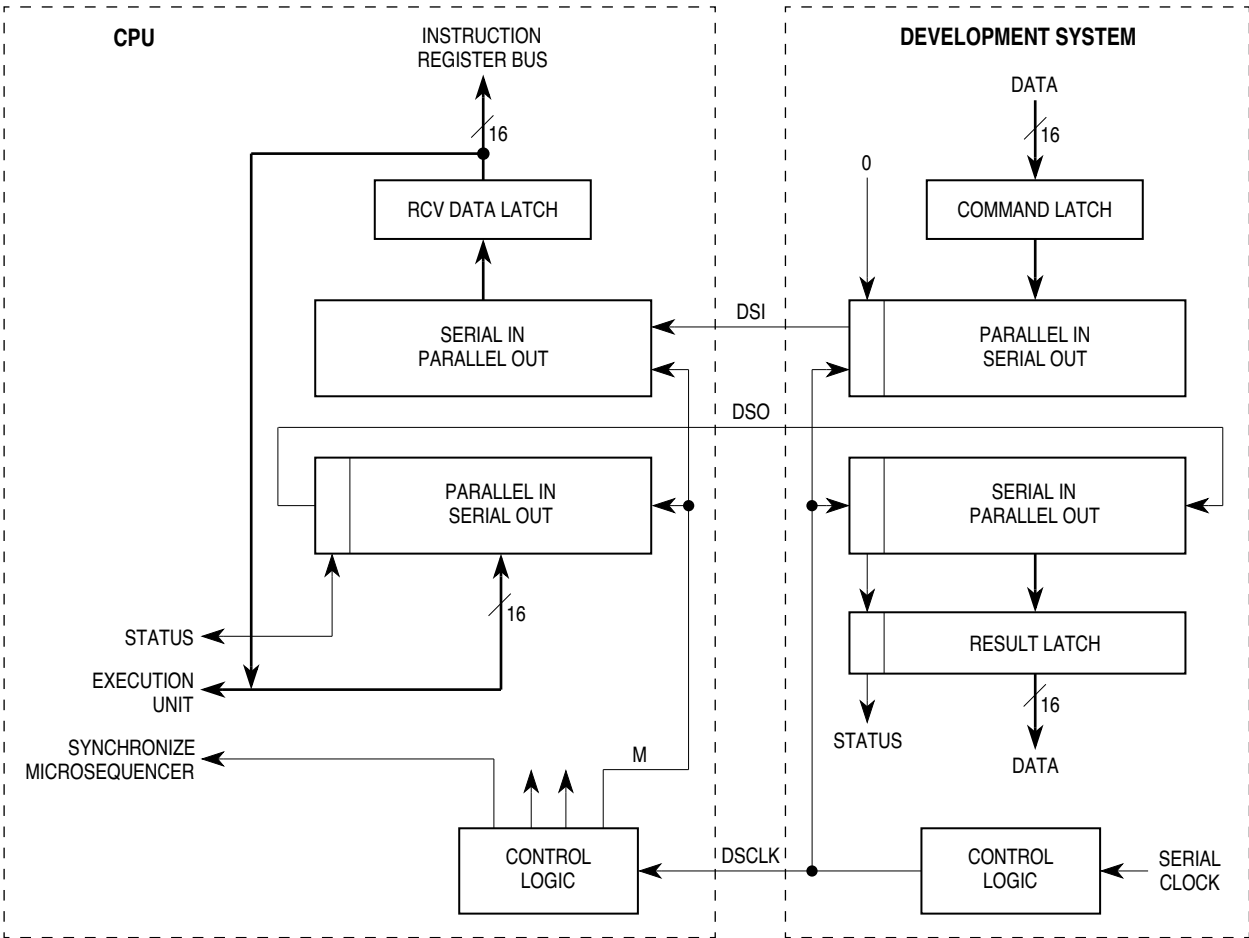 CPU
INSTRUCTION
REGISTER BUS
16
RCV DATA LATCH
SERIAL IN
PARALLEL OUT
PARALLEL IN
SERIAL OUT
16
STATUS
EXECUTION
UNIT
SYNCHRONIZE
MICROSEQUENCER
M
CONTROL
LOGIC
DSI
DSO
DSCLK
DEVELOPMENT SYSTEM
DATA
16
0
COMMAND LATCH
PARALLEL IN
SERIAL OUT
SERIAL IN
PARALLEL OUT
RESULT LATCH
16
STATUS
DATA
CONTROL
LOGIC
SERIAL
CLOCK